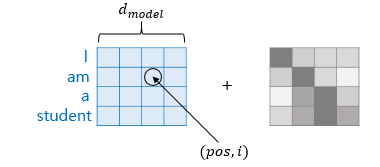 d_model
I
am
a
student
+
(pos, i)